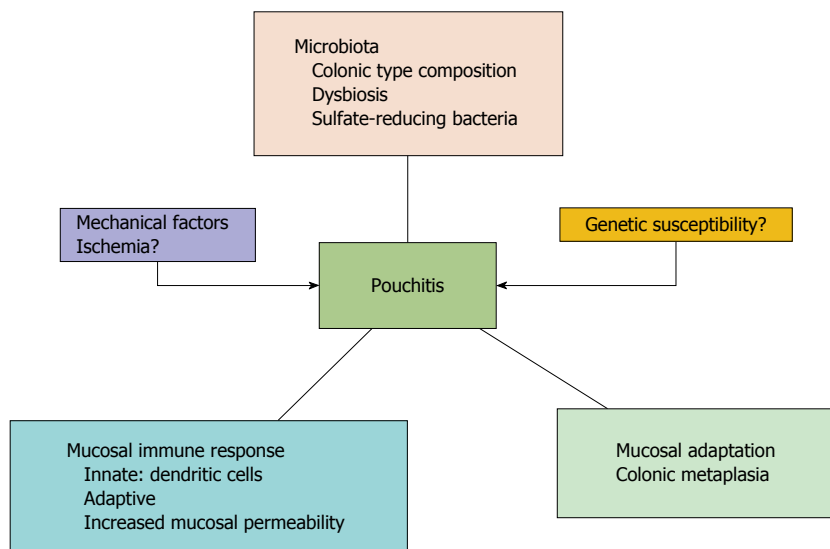 Microbiota
Colonic type composition
Dysbiosis
Sulfate-reducing bacteria
Mechanical factors
Ischemia?
Genetic susceptibility?
Pouchitis
Mucosal immune response
Innate: dendritic cells
Adaptive
Increased mucosal permeability
Mucosal adaptation
Colonic metaplasia